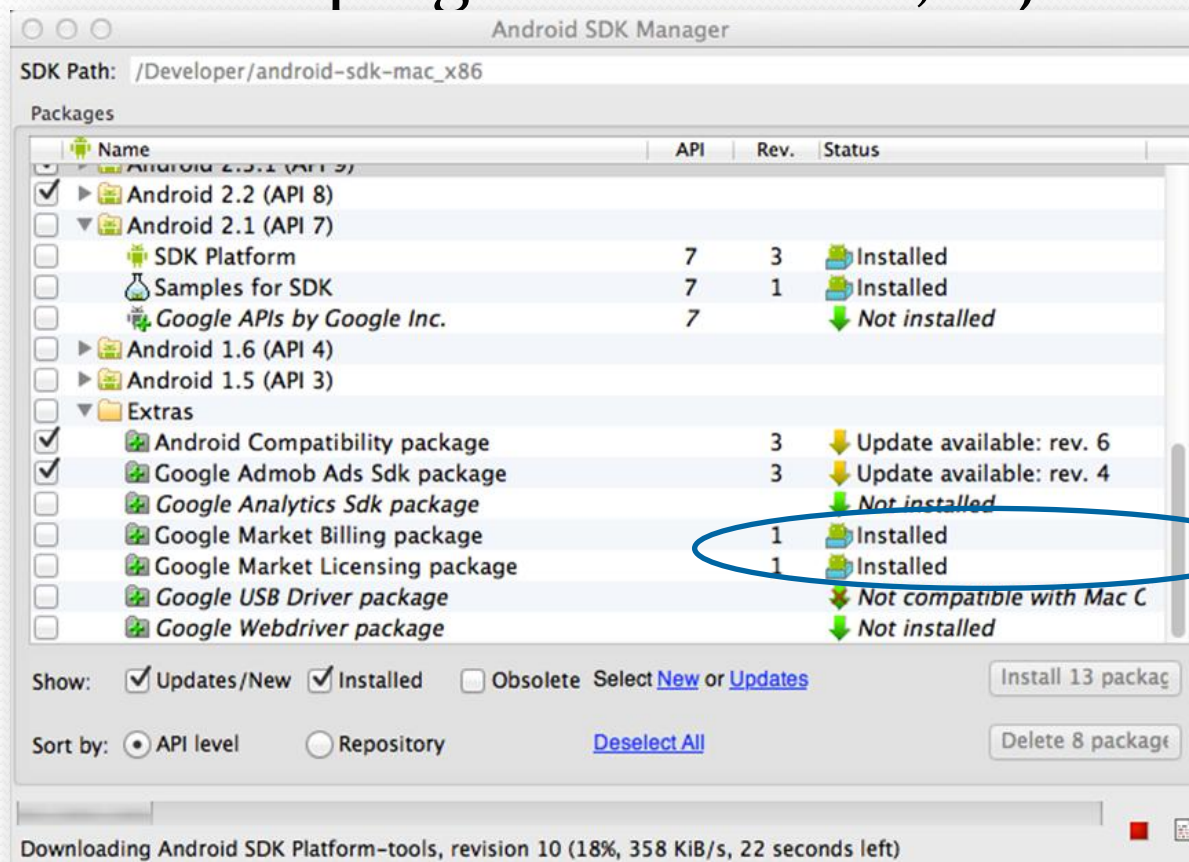 Android SDK Manager
SDK Path: /Developer/android-sdk-mac_x86
Packages
Name API Rev. Status
Android 2.3.1 (API 9)
Android 2.2 (API 8)
Android 2.1 (API 7)
SDK Platform 7 3 Installed
Samples for SDK 7 1 Installed
Google APIs by Google Inc. 7 Not installed
Android 1.6 (API 4)
Android 1.5 (API 3)
Extras
Android Compatibility package 3 Update available: rev. 6
Google Admob Ads Sdk package 3 Update available: rev. 4
Google Analytics Sdk package Not installed
Google Market Billing package 1 Installed
Google Market Licensing package 1 Installed
Google USB Driver package Not compatible with Mac
Google Webdriver package Not installed
Show: Updates/New Installed Obsolete Select New or Updates Install 13 packag
Sort by: API level Repository Deselect All Delete 8 package
Downloading Android SDK Platform-tools, revision 10 (18%, 358 KiB/s, 22 seconds left)